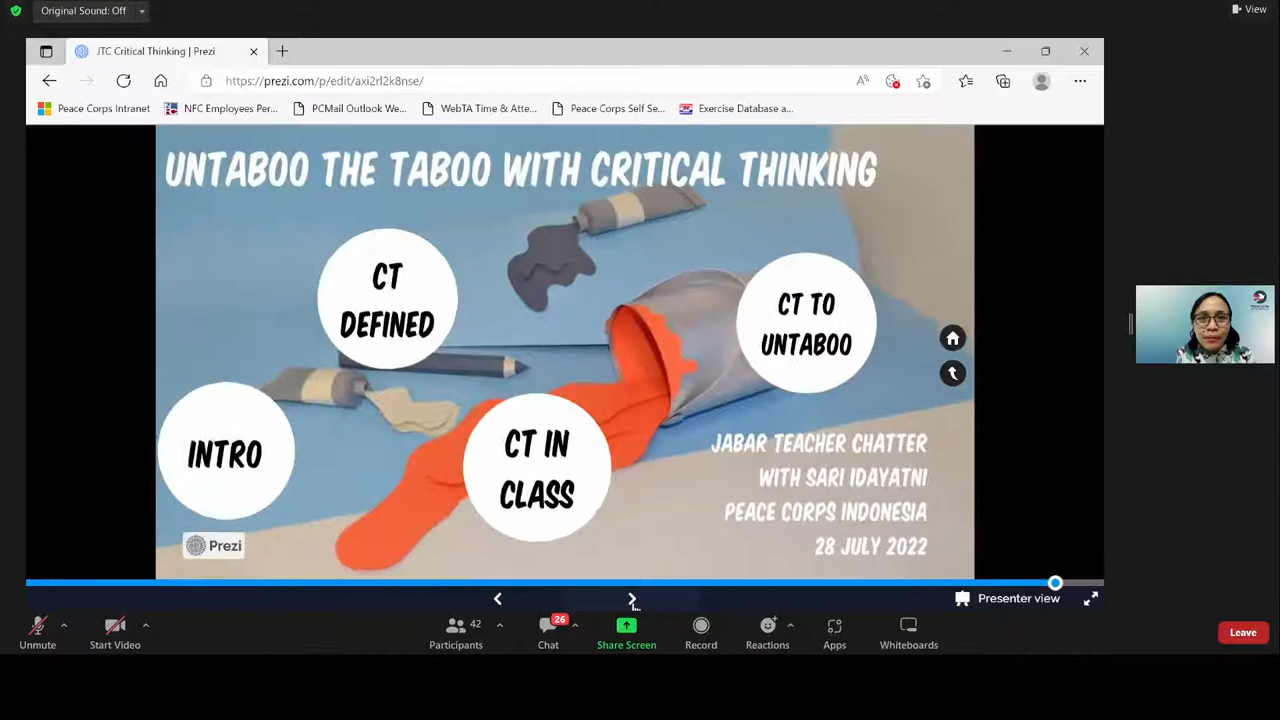 Original Sound: Off
View
JTC Critical Thinking | Prezi
https://prezi.com/p/edit/axi2rl2k8nse/
Peace Corps Intranet
NFC Employees Per...
PCMail Outlook We...
WebTA Time & Atte...
Peace Corps Self Se...
Exercise Database a...
UNTABOO THE TABOO WITH CRITICAL THINKING
CT
DEFINED
CT TO
UNTABOO
INTRO
CT IN
CLASS
JABAR TEACHER CHATTER
WITH SARI IDAYATNI
PEACE CORPS INDONESIA
28 JULY 2022
Prezi
Presenter view
Unmute
Start Video
42
Participants
26
Chat
Share Screen
Record
Reactions
Apps
Whiteboards
Leave